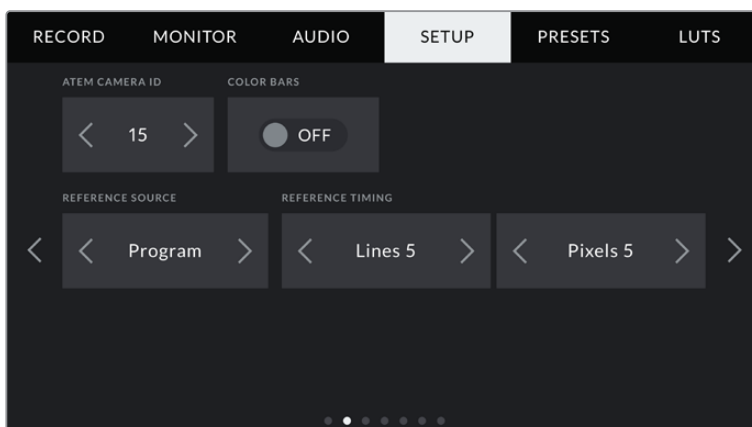 RECORD MONITOR AUDIO SETUP PRESETS LUTS
ATEM CAMERA ID COLOR BARS
15 OFF
REFERENCE SOURCE REFERENCE TIMING
Program Lines 5 Pixels 5